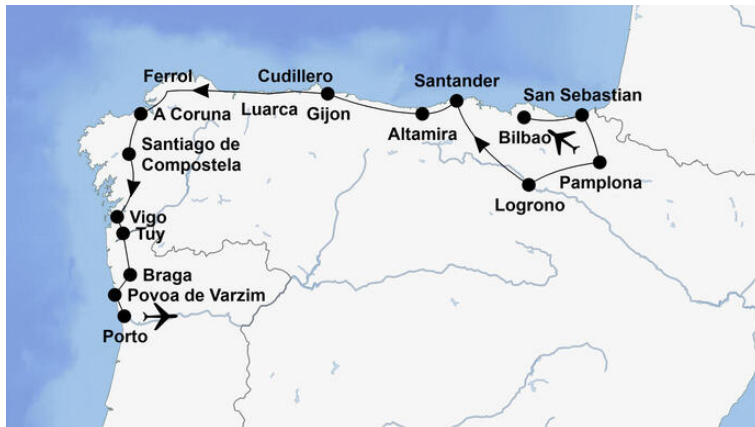 Ferrol
Cudillero
Santander
San Sebastian
A Coruna
Luarca
Gijon
Altamira
Bilbao
Santiago de
Compostela
Pamplona
Logrono
Vigo
Tuy
Braga
Povoa de Varzim
Porto